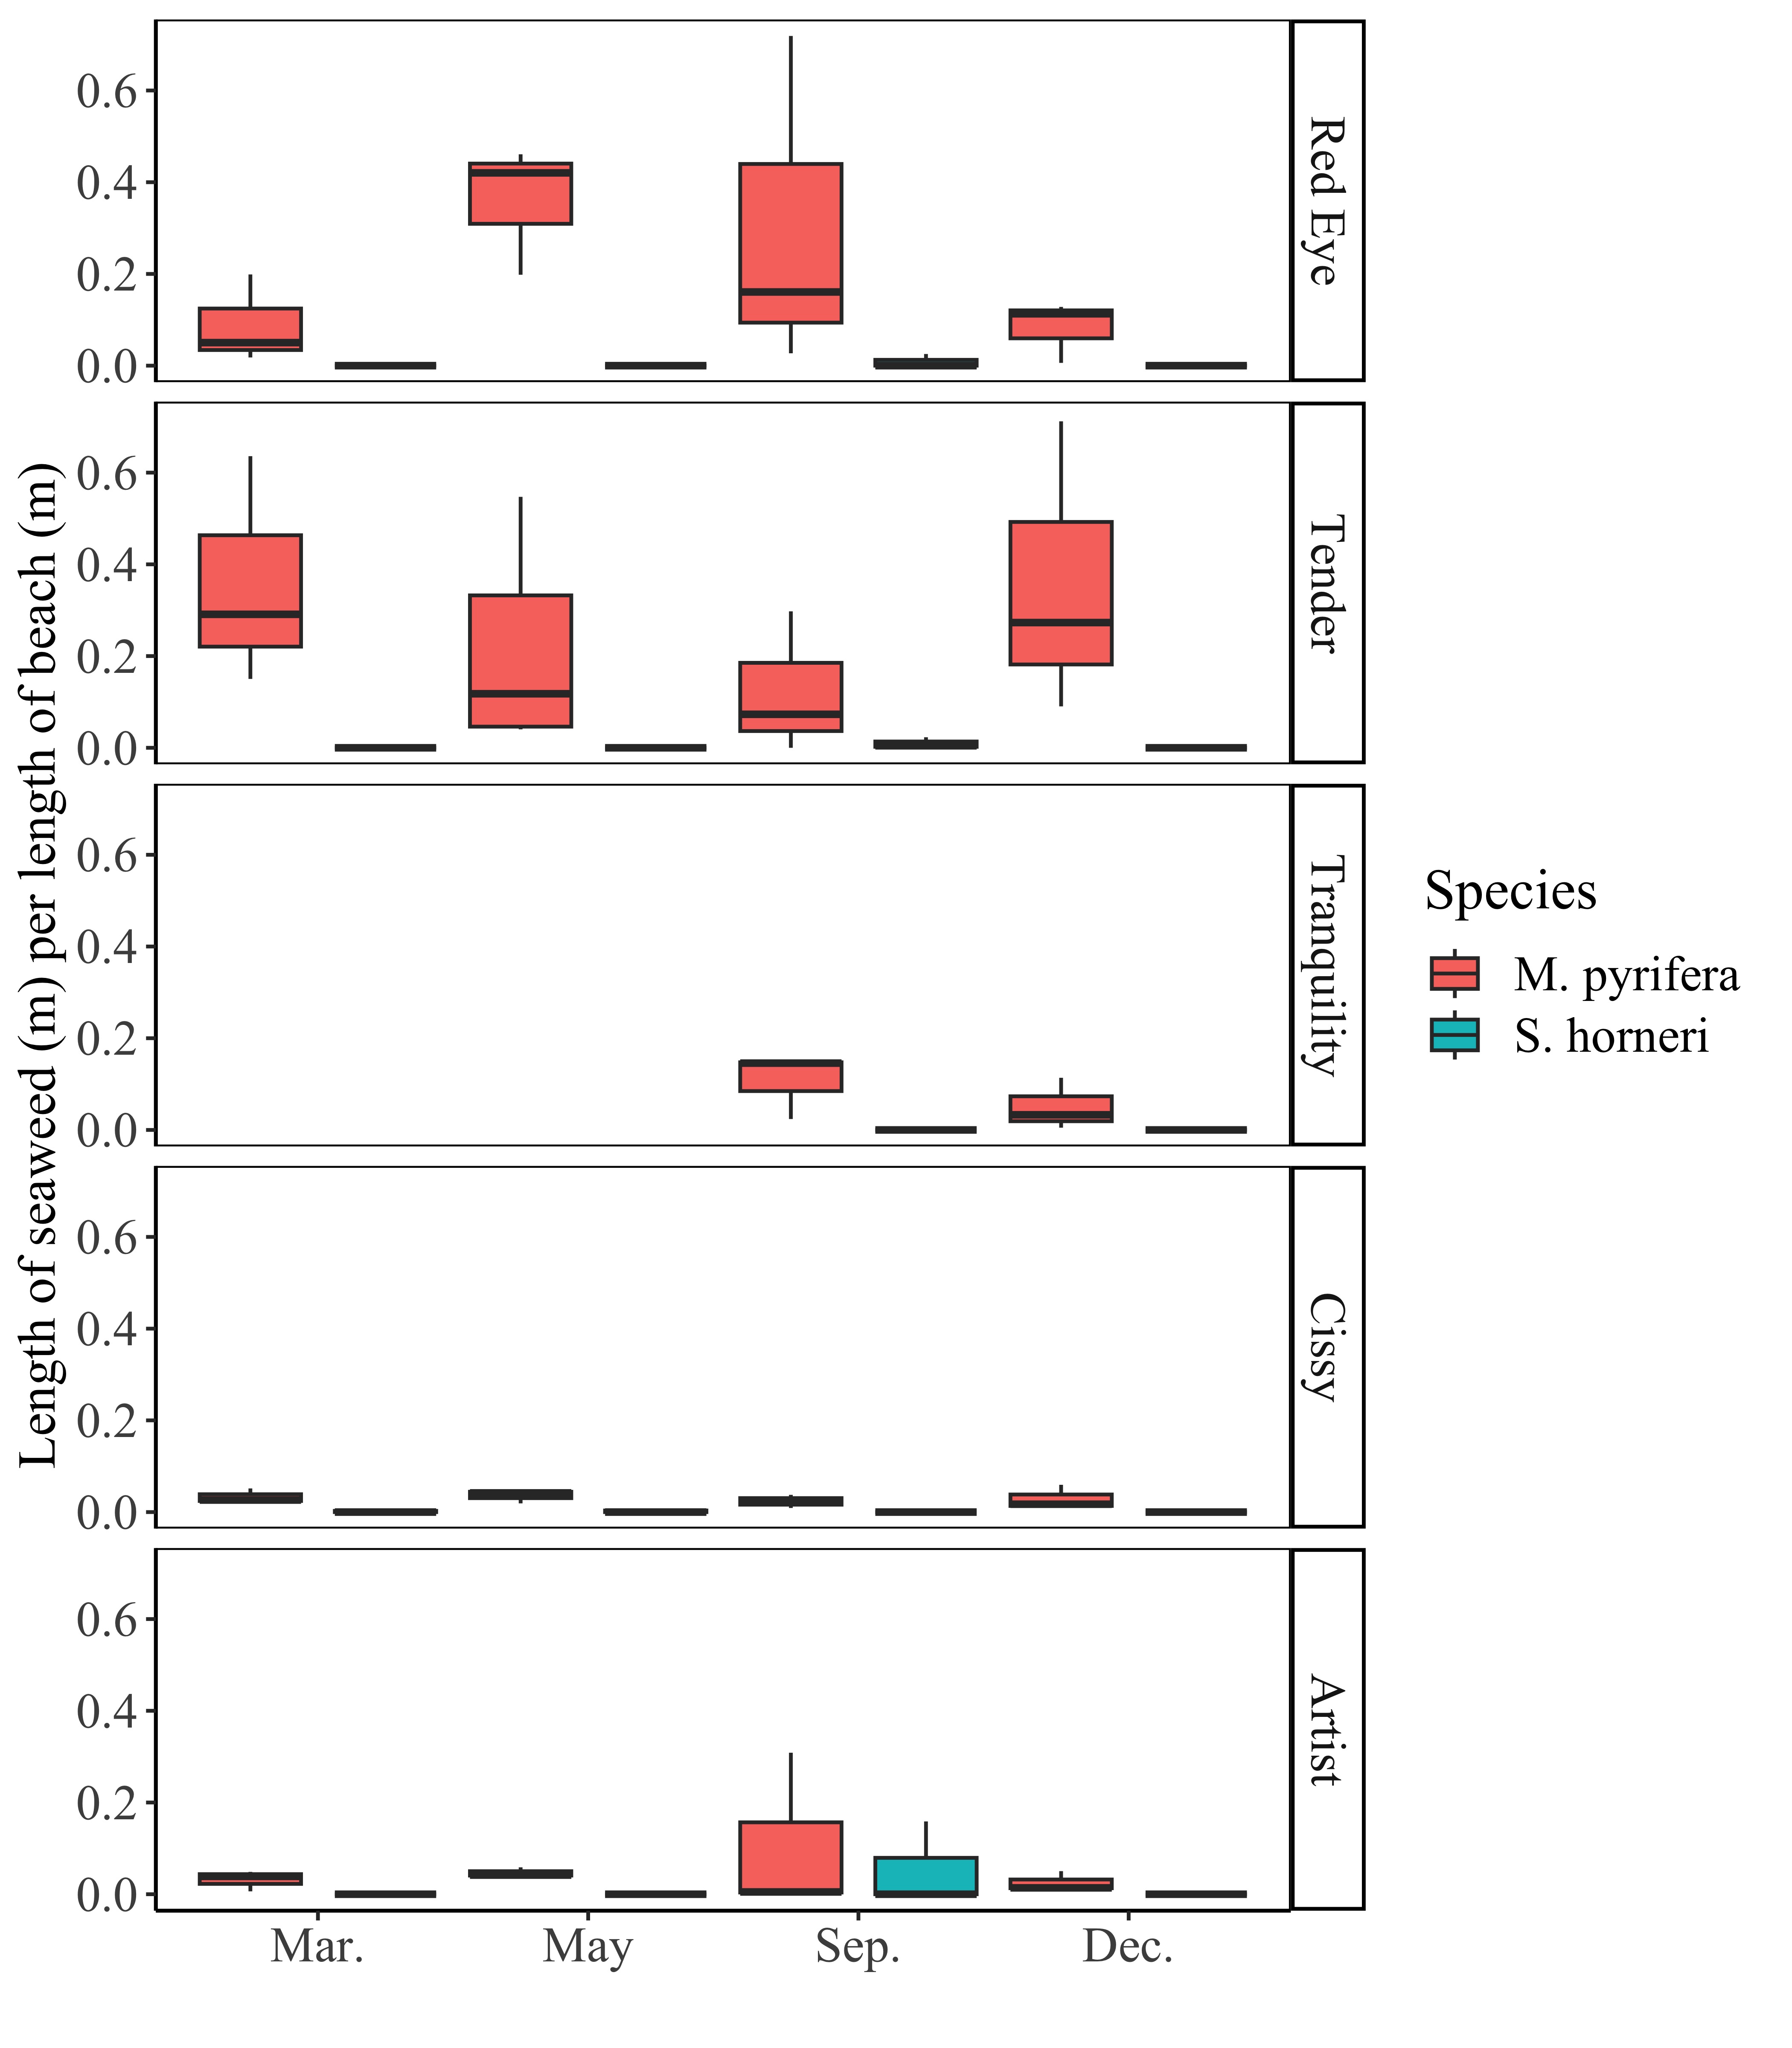 Length of seaweed (m) per length of beach (m)
0.6
0.4
0.2
0.0
Red Eye
0.6
0.4
0.2
0.0
Tender
0.6
0.4
0.2
0.0
Tranquility
0.6
0.4
0.2
0.0
Cissy
0.6
0.4
0.2
0.0
Artist
Mar. May Sep. Dec.
Species
M. pyrifera
S. horneri